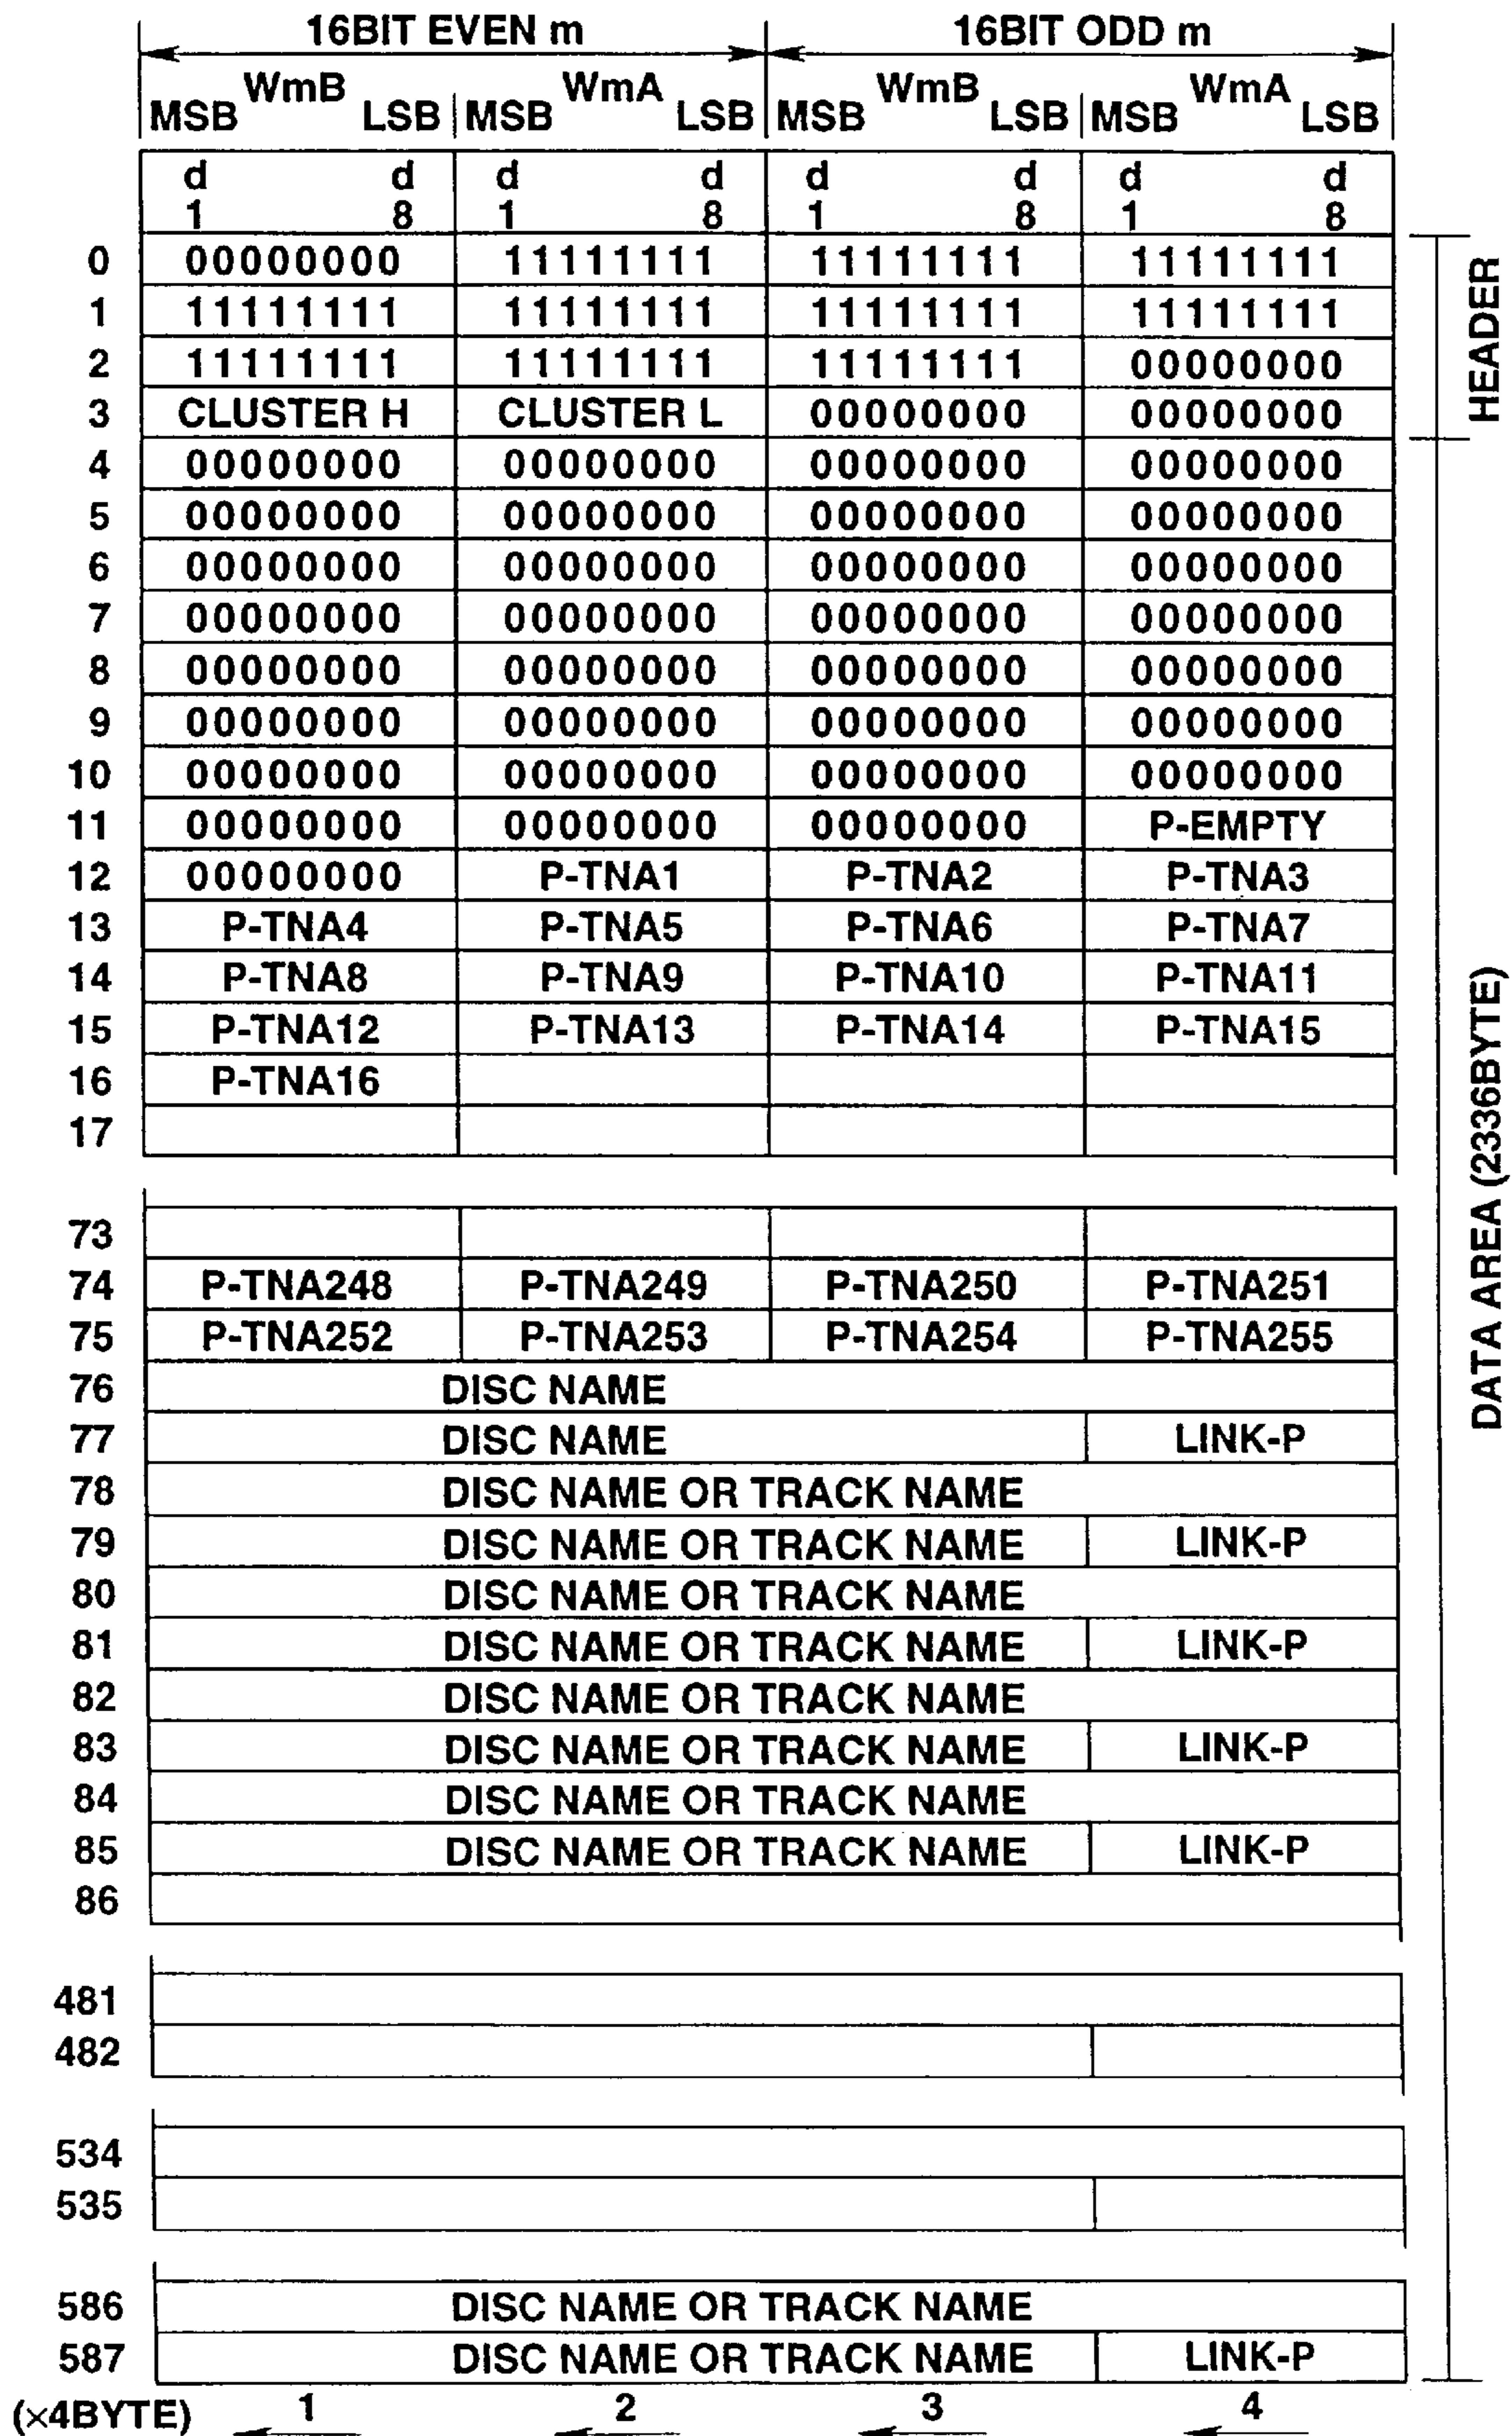 16BIT EVEN m 16BIT ODD m
WmB WmA WmB WmA
MSB LSB MSB LSB MSB LSB MSB LSB
d d d d d d d d
1 8 1 8 1 8 1 8
0 00000000 11111111 11111111 11111111
1 11111111 11111111 11111111 11111111
2 11111111 11111111 11111111 00000000
3 CLUSTER H CLUSTER L 00000000 00000000
HEADER
4 00000000 00000000 00000000 00000000
5 00000000 00000000 00000000 00000000
6 00000000 00000000 00000000 00000000
7 00000000 00000000 00000000 00000000
8 00000000 00000000 00000000 00000000
9 00000000 00000000 00000000 00000000
10 00000000 00000000 00000000 00000000
11 00000000 00000000 00000000 P-EMPTY
12 00000000 P-TNA1 P-TNA2 P-TNA3
13 P-TNA4 P-TNA5 P-TNA6 P-TNA7
14 P-TNA8 P-TNA9 P-TNA10 P-TNA11
15 P-TNA12 P-TNA13 P-TNA14 P-TNA15
16 P-TNA16
17
73
74 P-TNA248 P-TNA249 P-TNA250 P-TNA251
75 P-TNA252 P-TNA253 P-TNA254 P-TNA255
76 DISC NAME
77 DISC NAME LINK-P
78 DISC NAME OR TRACK NAME
79 DISC NAME OR TRACK NAME LINK-P
80 DISC NAME OR TRACK NAME
81 DISC NAME OR TRACK NAME LINK-P
82 DISC NAME OR TRACK NAME
83 DISC NAME OR TRACK NAME LINK-P
84 DISC NAME OR TRACK NAME
85 DISC NAME OR TRACK NAME LINK-P
86
481
482
534
535
586 DISC NAME OR TRACK NAME
587 DISC NAME OR TRACK NAME LINK-P
DATA AREA (2336BYTE)
(×4BYTE) 1 2 3 4